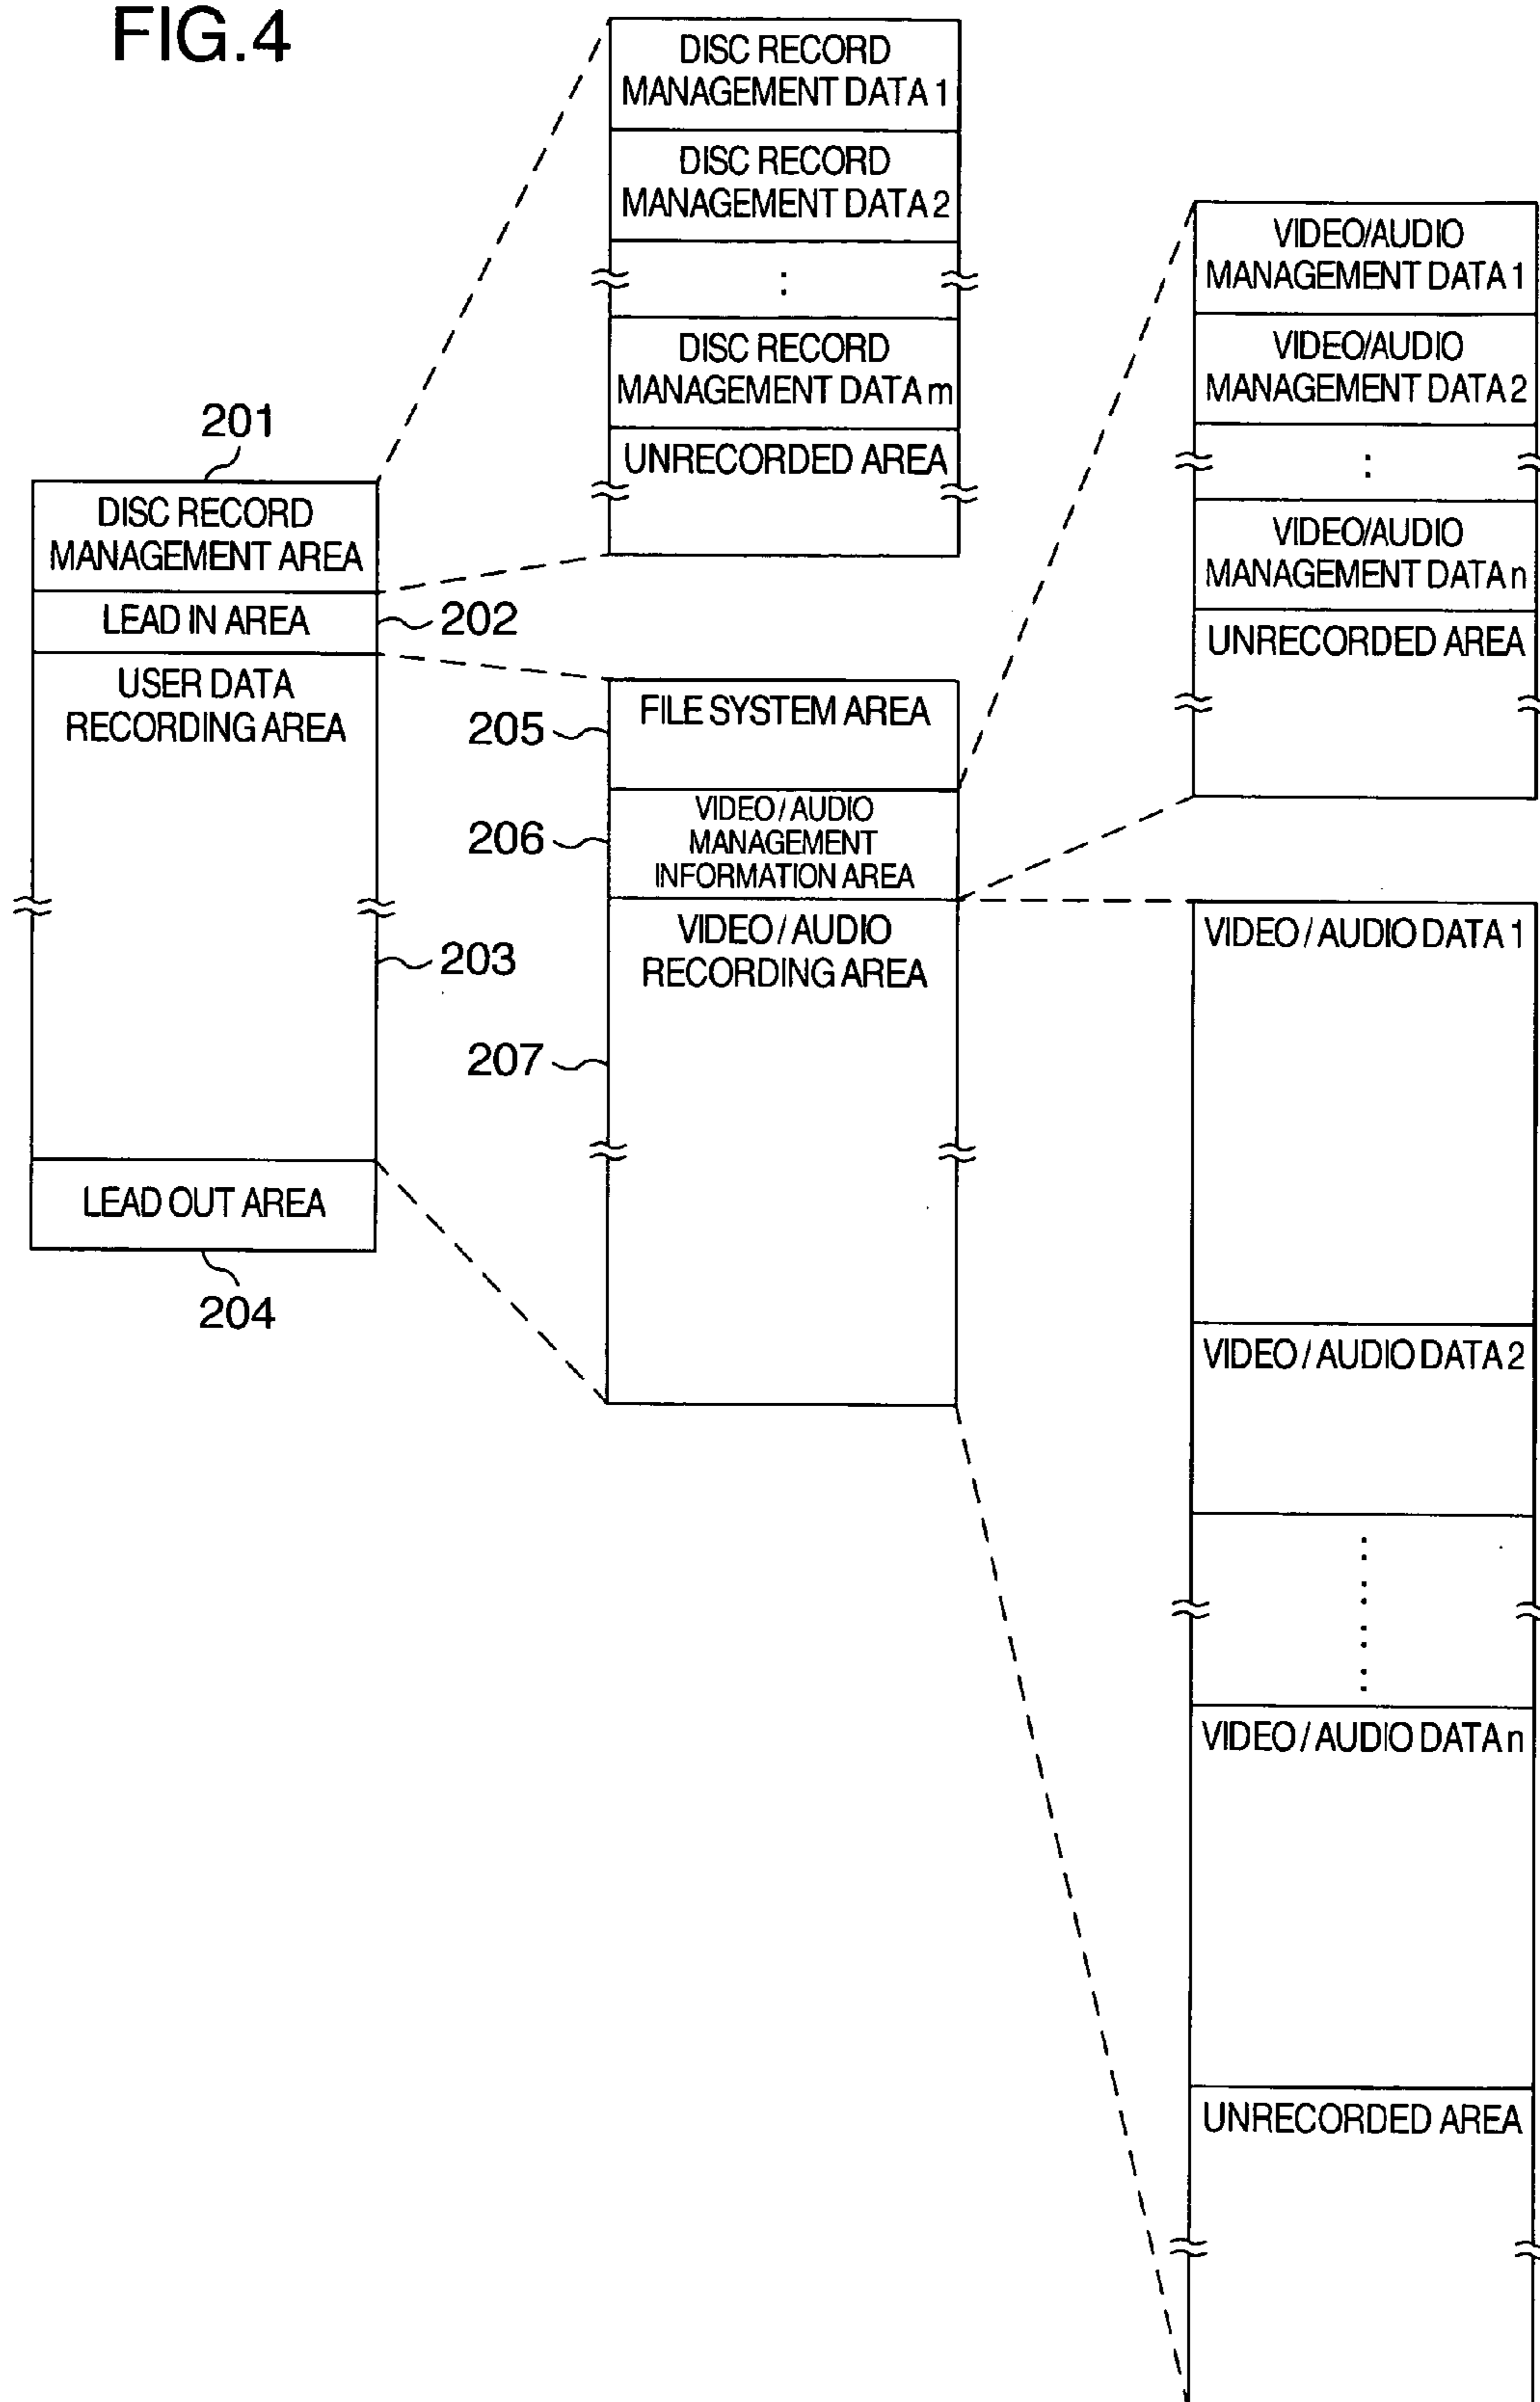 FIG.4
201
DISC RECORD
MANAGEMENT AREA
LEAD IN AREA
202
USER DATA
RECORDING AREA
203
LEAD OUT AREA
204
DISC RECORD
MANAGEMENT DATA 1
DISC RECORD
MANAGEMENT DATA 2
:
DISC RECORD
MANAGEMENT DATA m
UNRECORDED AREA
FILE SYSTEM AREA
205
VIDEO / AUDIO
MANAGEMENT
INFORMATION AREA
206
VIDEO / AUDIO
RECORDING AREA
207
VIDEO/AUDIO
MANAGEMENT DATA 1
VIDEO/AUDIO
MANAGEMENT DATA 2
:
VIDEO/AUDIO
MANAGEMENT DATA n
UNRECORDED AREA
VIDEO / AUDIO DATA 1
VIDEO / AUDIO DATA 2
VIDEO / AUDIO DATA n
UNRECORDED AREA